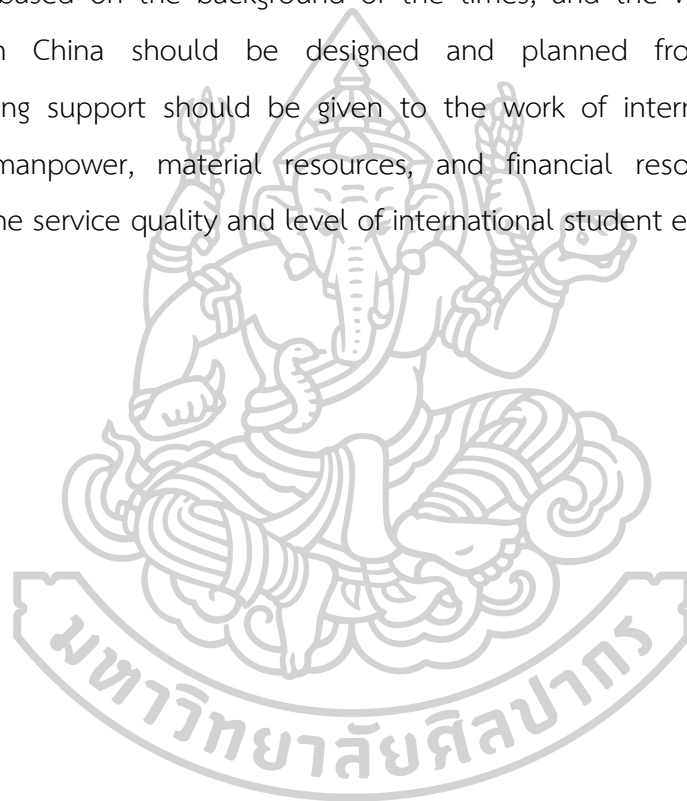 based on the background of the times, and the
n China should be designed and planned fro
ng support should be given to the work of intern
manpower, material resources, and financial reso
he service quality and level of international student e
มหาวิทยาลัยศิลปากร